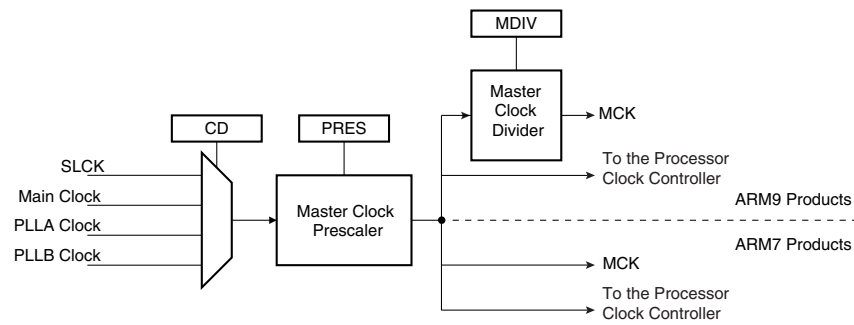 MDIV
Master
Clock
Divider
MCK
CD
PRES
SLCK
Main Clock
PLLA Clock
PLLB Clock
Master Clock
Prescaler
To the Processor
Clock Controller
ARM9 Products
ARM7 Products
MCK
To the Processor
Clock Controller